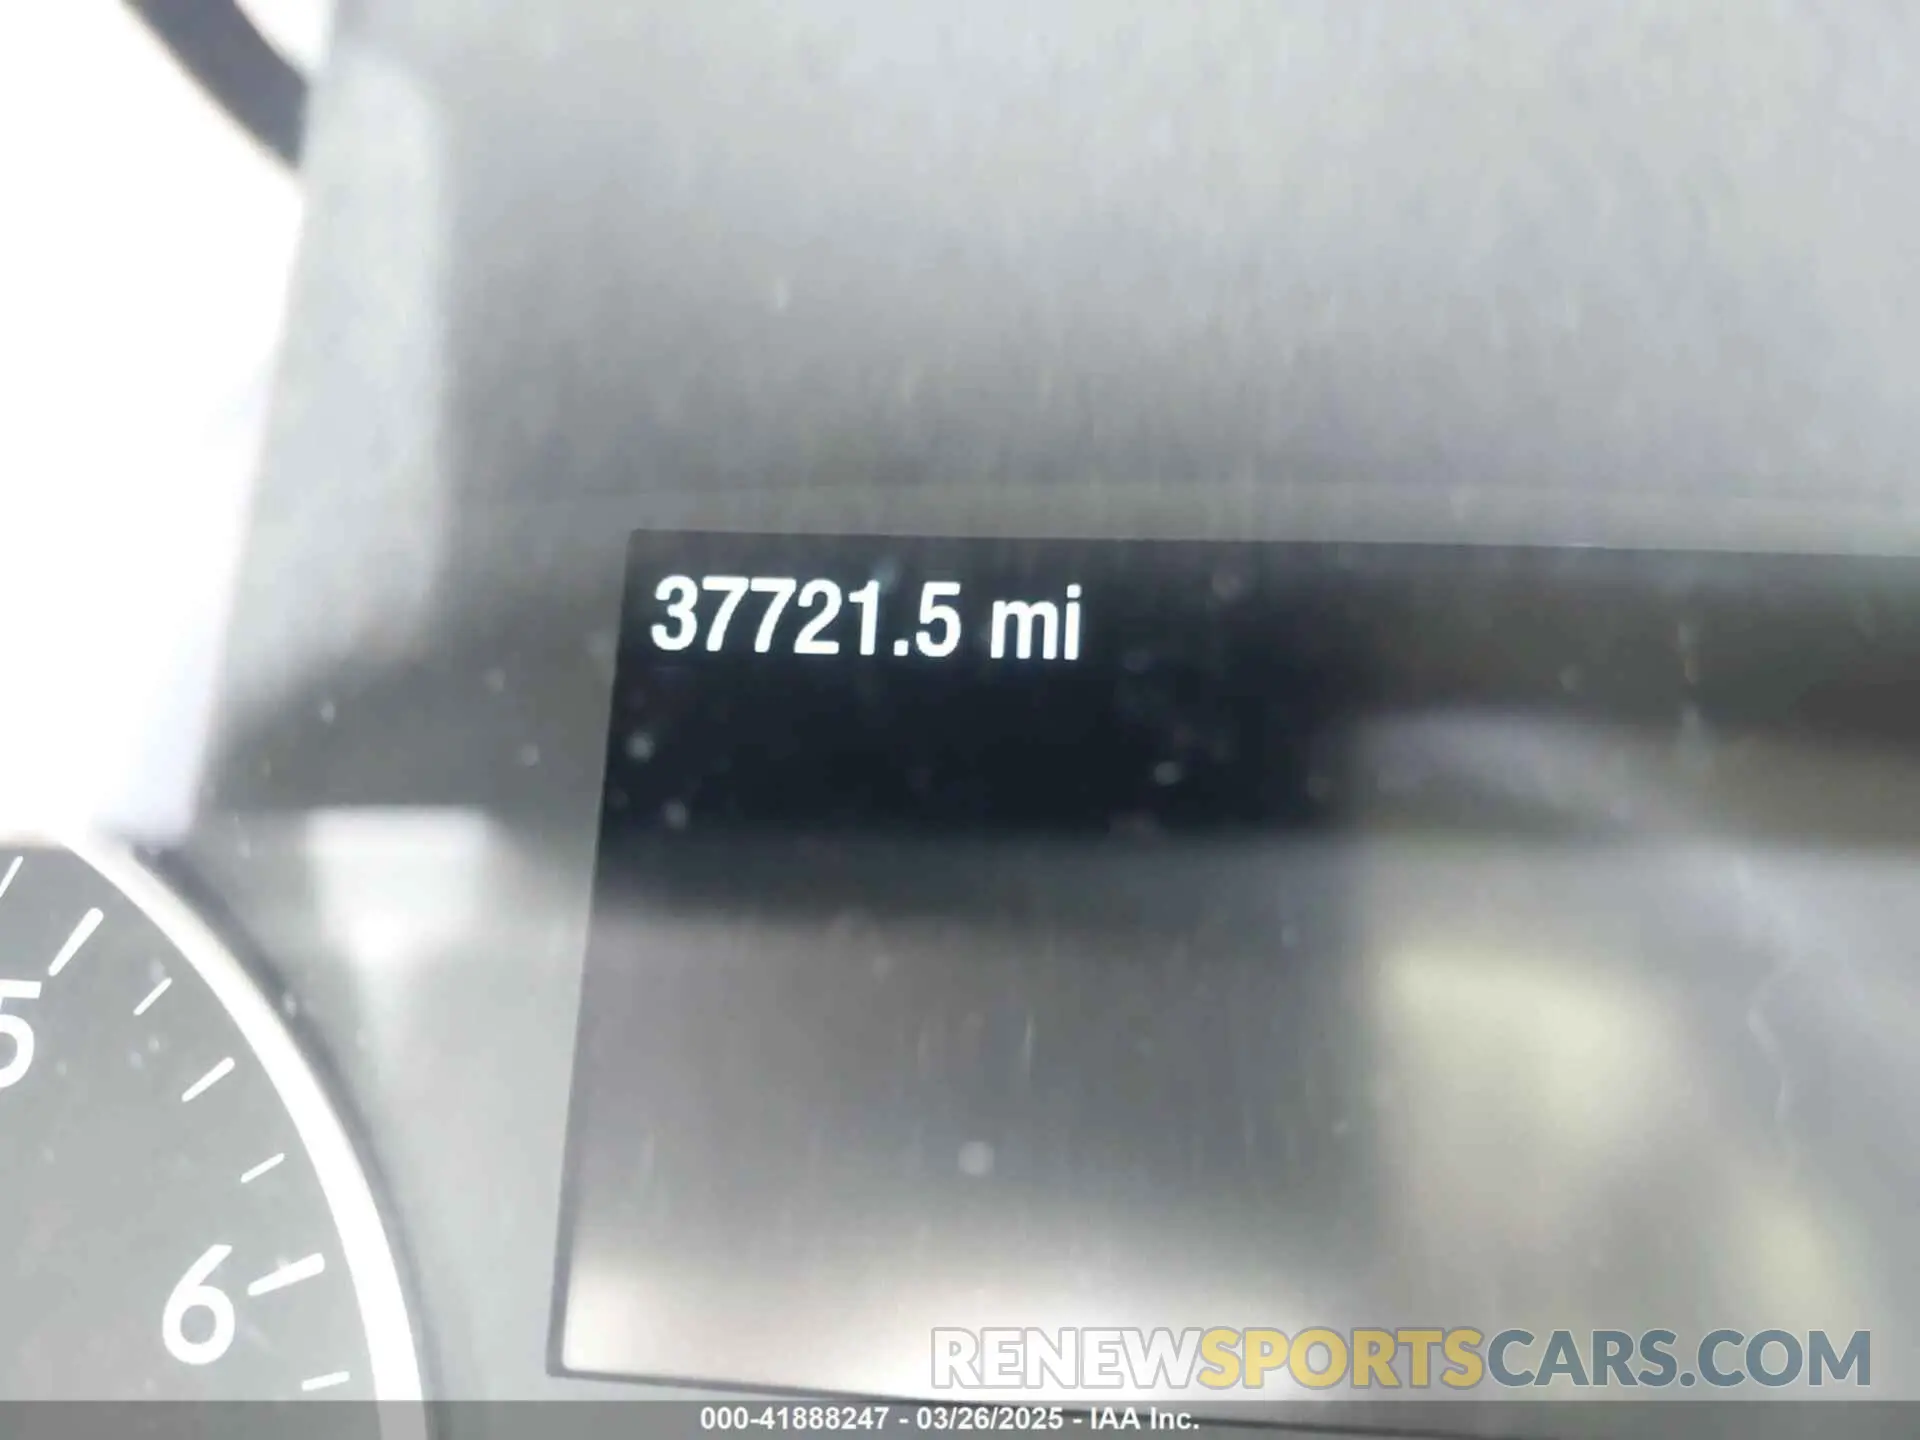 37721.5 mi
5
6
RENEWSPORTSCARS.COM
000-41888247 - 03/26/2025 - IAA Inc.